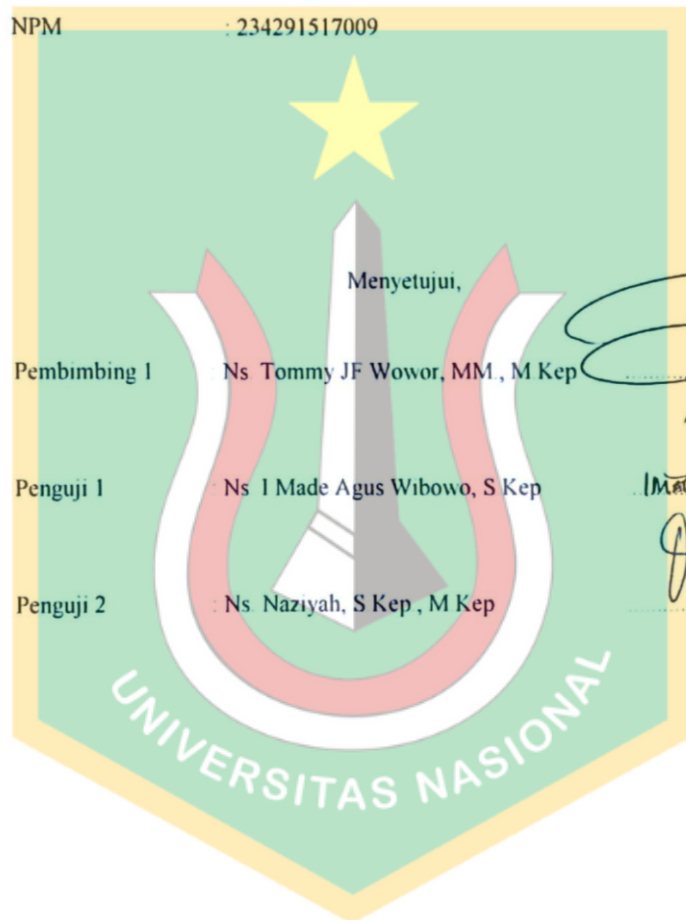 NPM : 234291517009
Menyetujui,
Pembimbing 1 : Ns. Tommy JF Wowor, MM., M Kep
Penguji 1 : Ns I Made Agus Wibowo, S Kep
Penguji 2 : Ns. Naziyah, S Kep , M Kep
UNIVERSITAS NASIONAL